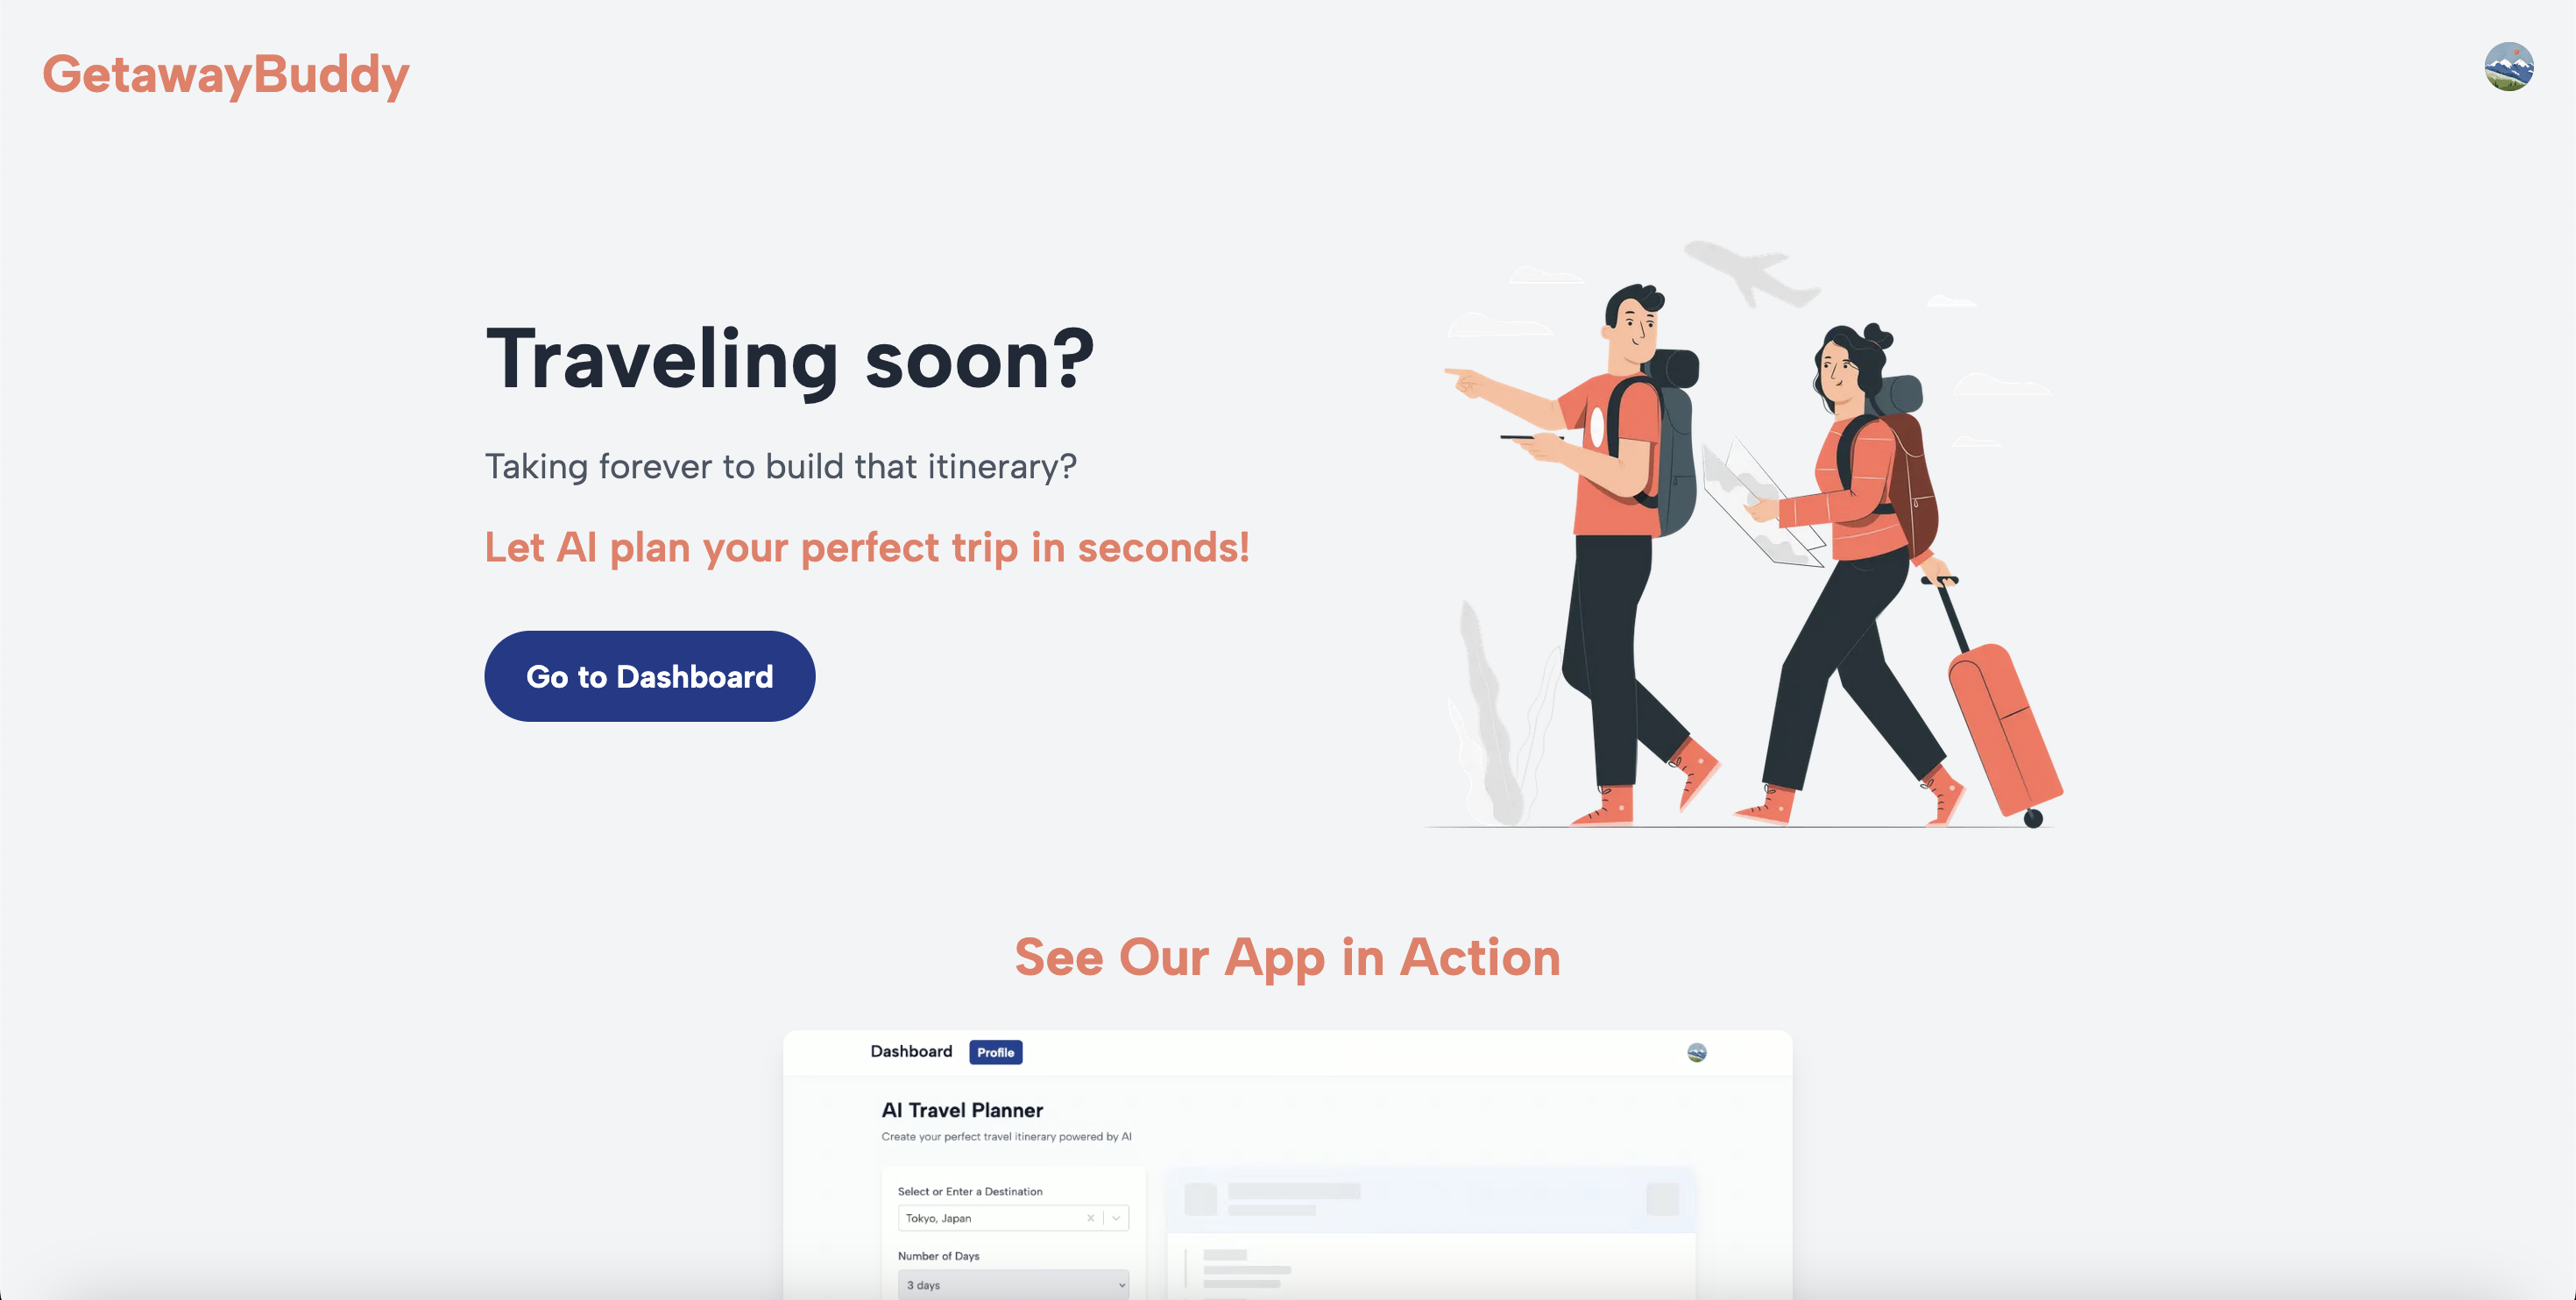 GetawayBuddy
Traveling soon?
Taking forever to build that itinerary?
Let AI plan your perfect trip in seconds!
Go to Dashboard
See Our App in Action
Dashboard Profile
AI Travel Planner
Create your perfect travel itinerary powered by AI
Select or Enter a Destination
Tokyo, Japan
Number of Days
3 days